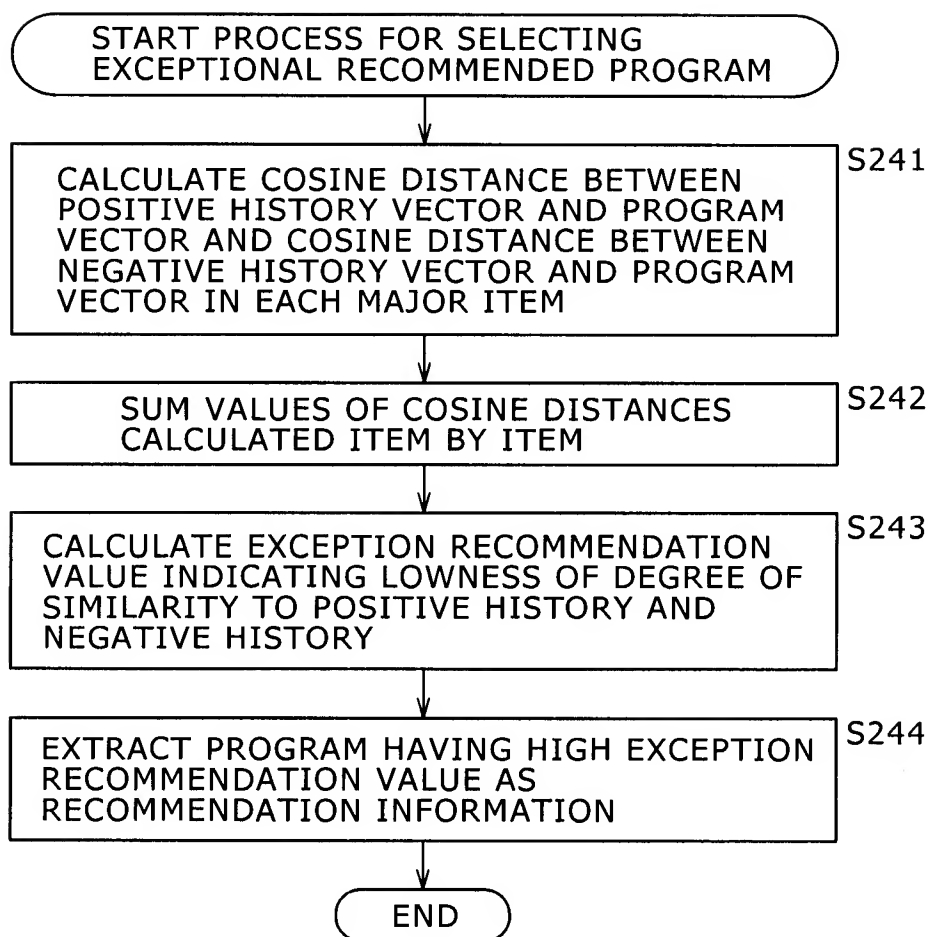 START PROCESS FOR SELECTING
EXCEPTIONAL RECOMMENDED PROGRAM
S241
CALCULATE COSINE DISTANCE BETWEEN
POSITIVE HISTORY VECTOR AND PROGRAM
VECTOR AND COSINE DISTANCE BETWEEN
NEGATIVE HISTORY VECTOR AND PROGRAM
VECTOR IN EACH MAJOR ITEM
S242
SUM VALUES OF COSINE DISTANCES
CALCULATED ITEM BY ITEM
S243
CALCULATE EXCEPTION RECOMMENDATION
VALUE INDICATING LOWNESS OF DEGREE OF
SIMILARITY TO POSITIVE HISTORY AND
NEGATIVE HISTORY
S244
EXTRACT PROGRAM HAVING HIGH EXCEPTION
RECOMMENDATION VALUE AS
RECOMMENDATION INFORMATION
END